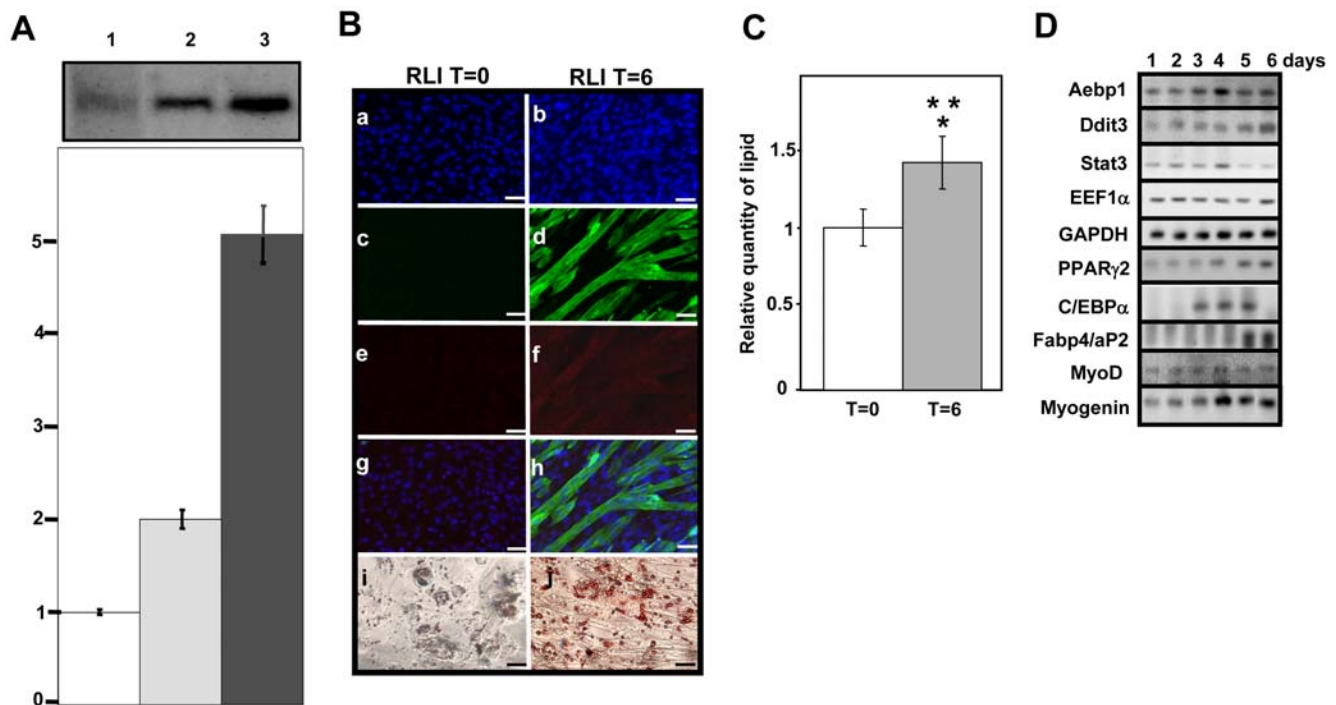 A
1 2 3
5
4
3
2
1
0
B
RLI T=0 RLI T=6
a b
c d
e f
g h
i j
C
Relative quantity of lipid
1.5
1
0.5
0
* *
*
T=0 T=6
D
1 2 3 4 5 6 days
Aebp1
Ddit3
Stat3
EEF1α
GAPDH
PPARγ2
C/EBPα
Fabp4/aP2
MyoD
Myogenin